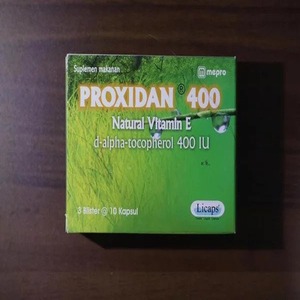 Suplemen makanan
mepro
PROXIDAN® 400
Natural Vitamin E
d-alpha-tocopherol 400 IU
3 Blister @ 10 Kapsul
Licaps